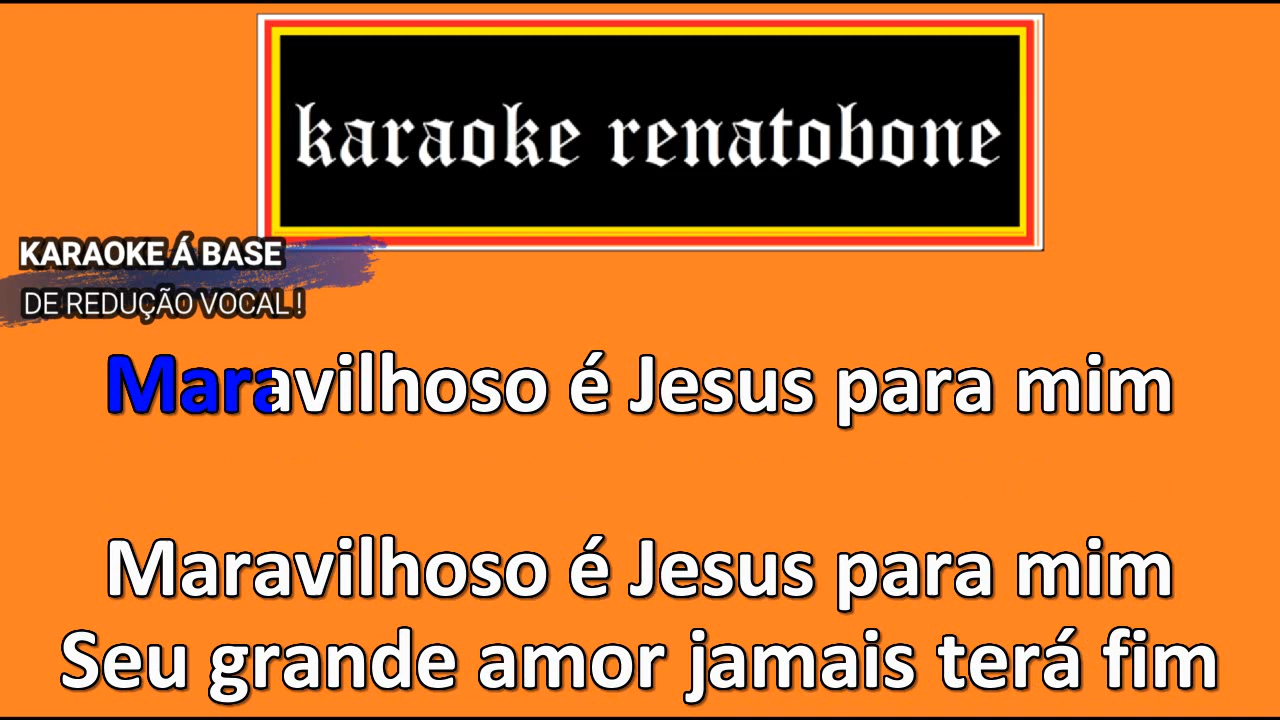 karaoke renatobone
KARAOKE Á BASE
DE REDUÇÃO VOCAL !
Maravilhoso é Jesus para mim
Maravilhoso é Jesus para mim
Seu grande amor jamais terá fim